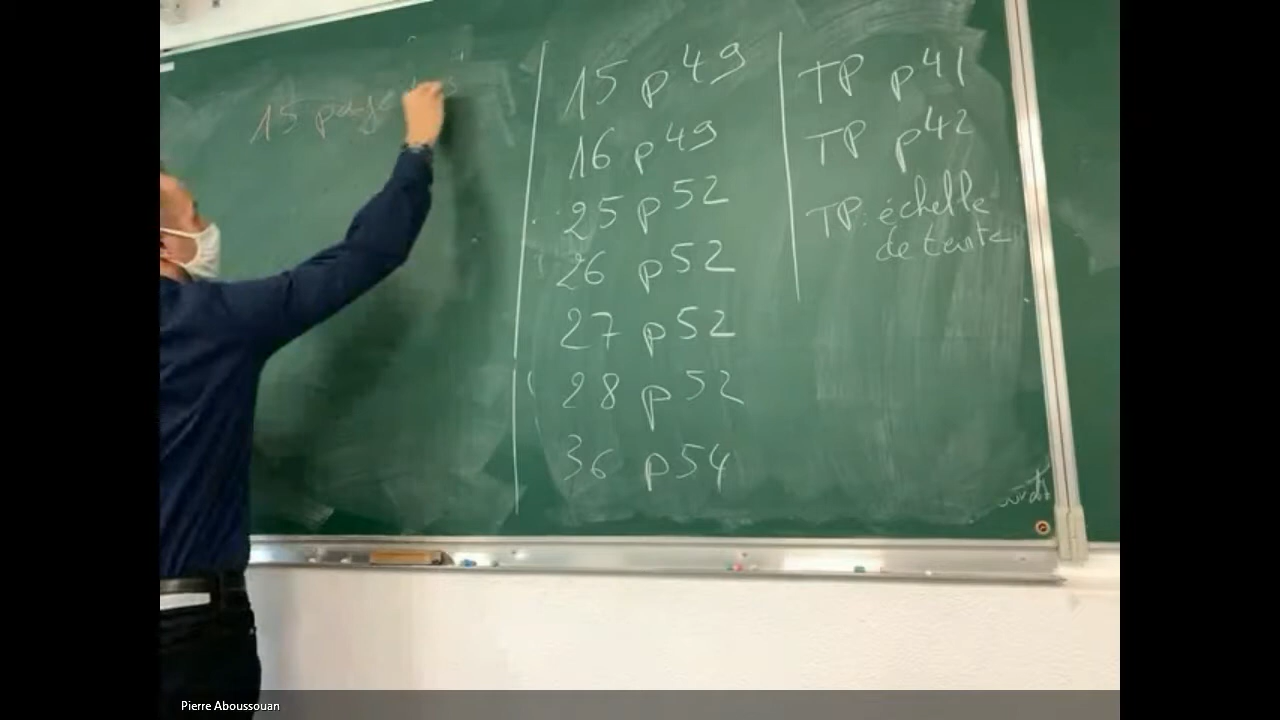 15 page
15 p49
16 p49
25 p52
26 p52
27 p52
28 p52
36 p54
TP p41
TP p42
TP: échelle
de teinte
Pierre Aboussouan